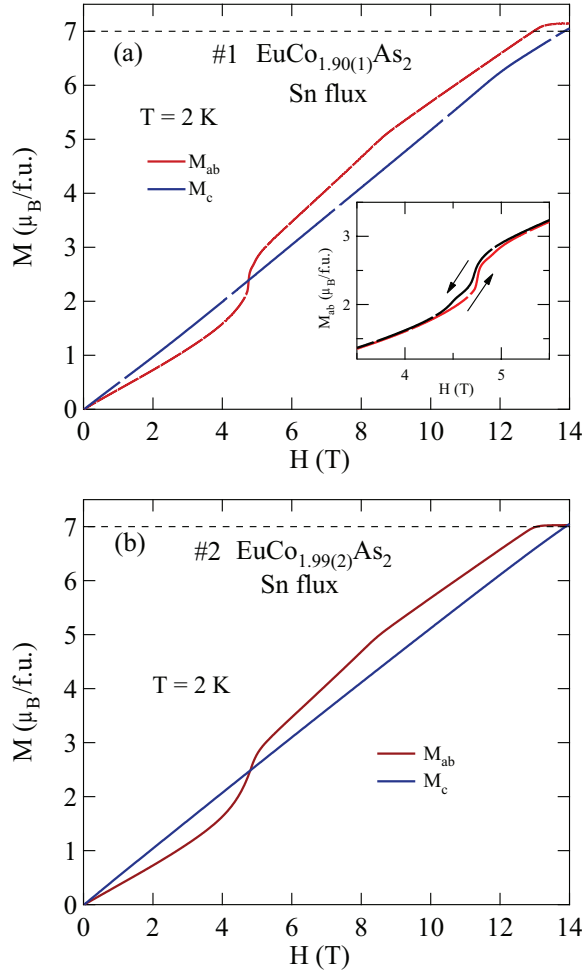 7
6
5
4
3
2
1
0
M (μB/f.u.)
(a)
#1 EuCo1.90(1)As2
Sn flux
T = 2 K
Mab
Mc
3
2
Mab (μB/f.u.)
4 5
H (T)
0 2 4 6 8 10 12 14
H (T)
7
6
5
4
3
2
1
0
M (μB/f.u.)
(b)
#2 EuCo1.99(2)As2
Sn flux
T = 2 K
Mab
Mc
0 2 4 6 8 10 12 14
H (T)